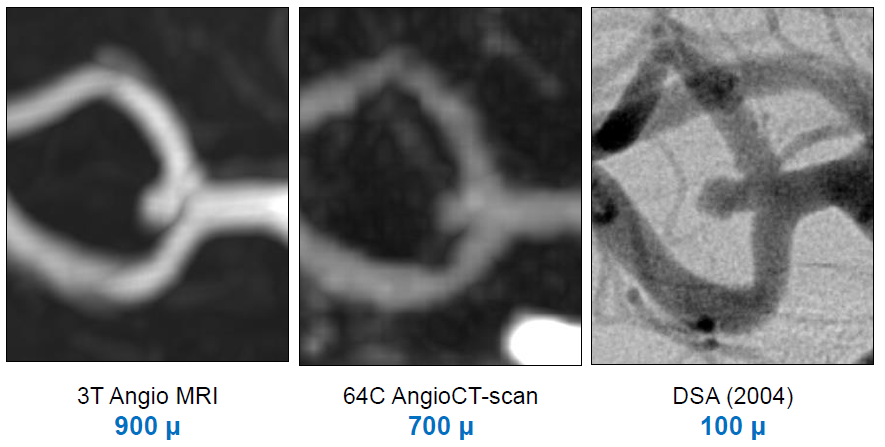 3T Angio MRI
900 µ
64C AngioCT-scan
700 µ
DSA (2004)
100 µ